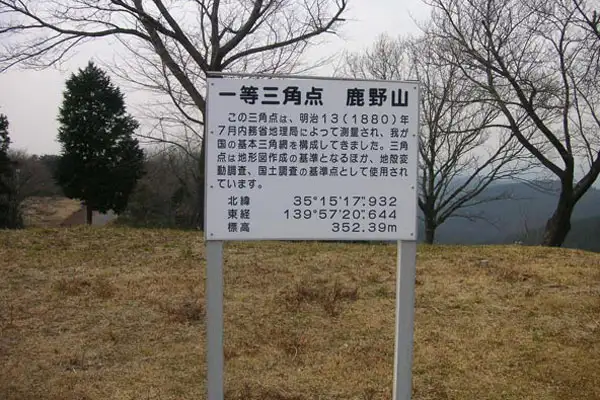 一等三角点　鹿野山
この三角点は、明治13(1880)年
7月内務省地理局によって測量され、我が
国の基本三角網を構成してきました。三角
点は地形図作成の基準となるほか、地殻変
動調査、国土調査の基準点として使用され
ています。
北緯　35°15'17".932
東経　139°57'20".644
標高　352.39m